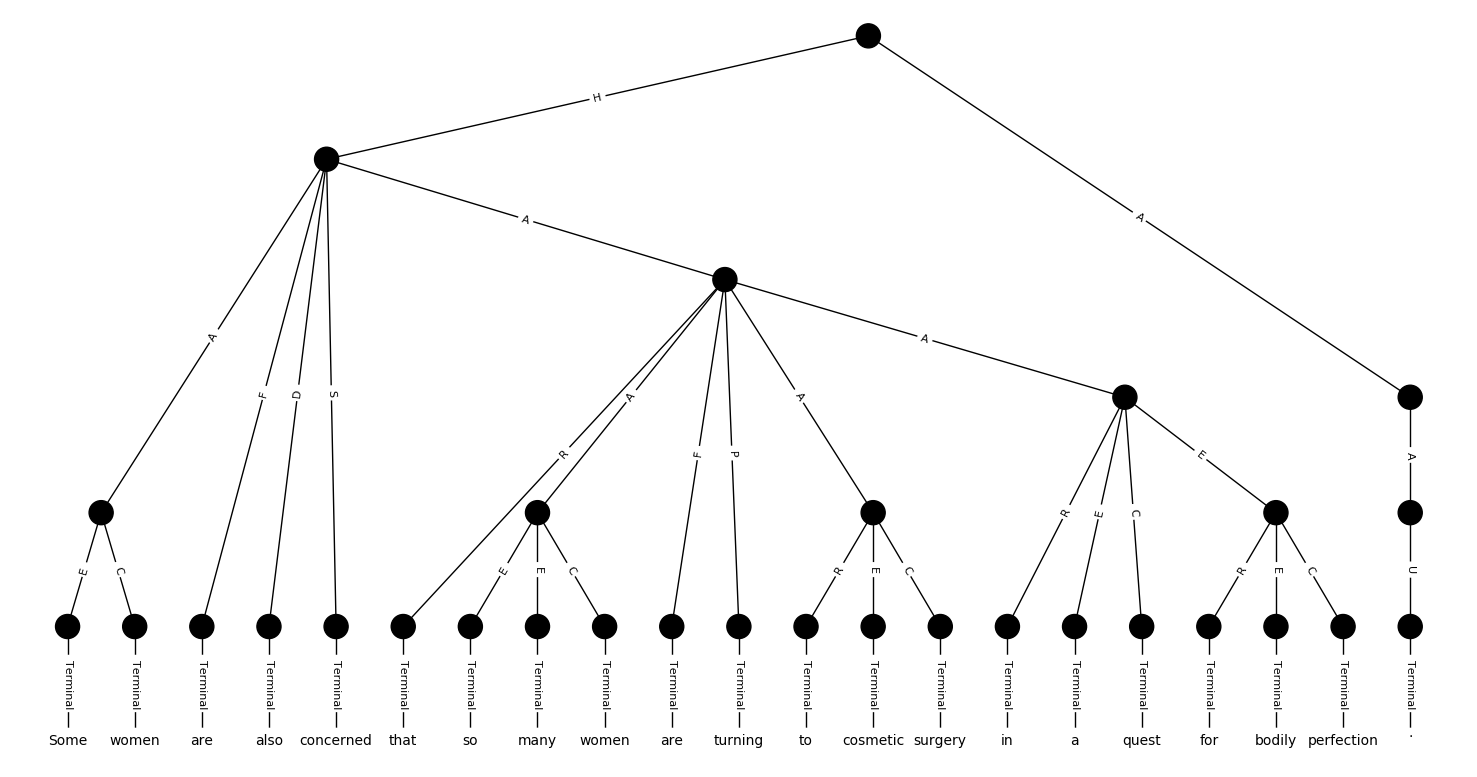 H
A
A
A
A
F
D
S
R
A
F
P
A
R
E
C
E
A
E
C
E
E
C
R
E
C
R
E
C
U
Terminal Terminal Terminal Terminal Terminal Terminal Terminal Terminal Terminal Terminal Terminal Terminal Terminal Terminal Terminal Terminal Terminal Terminal Terminal Terminal Terminal
Some women are also concerned that so many women are turning to cosmetic surgery in a quest for bodily perfection .